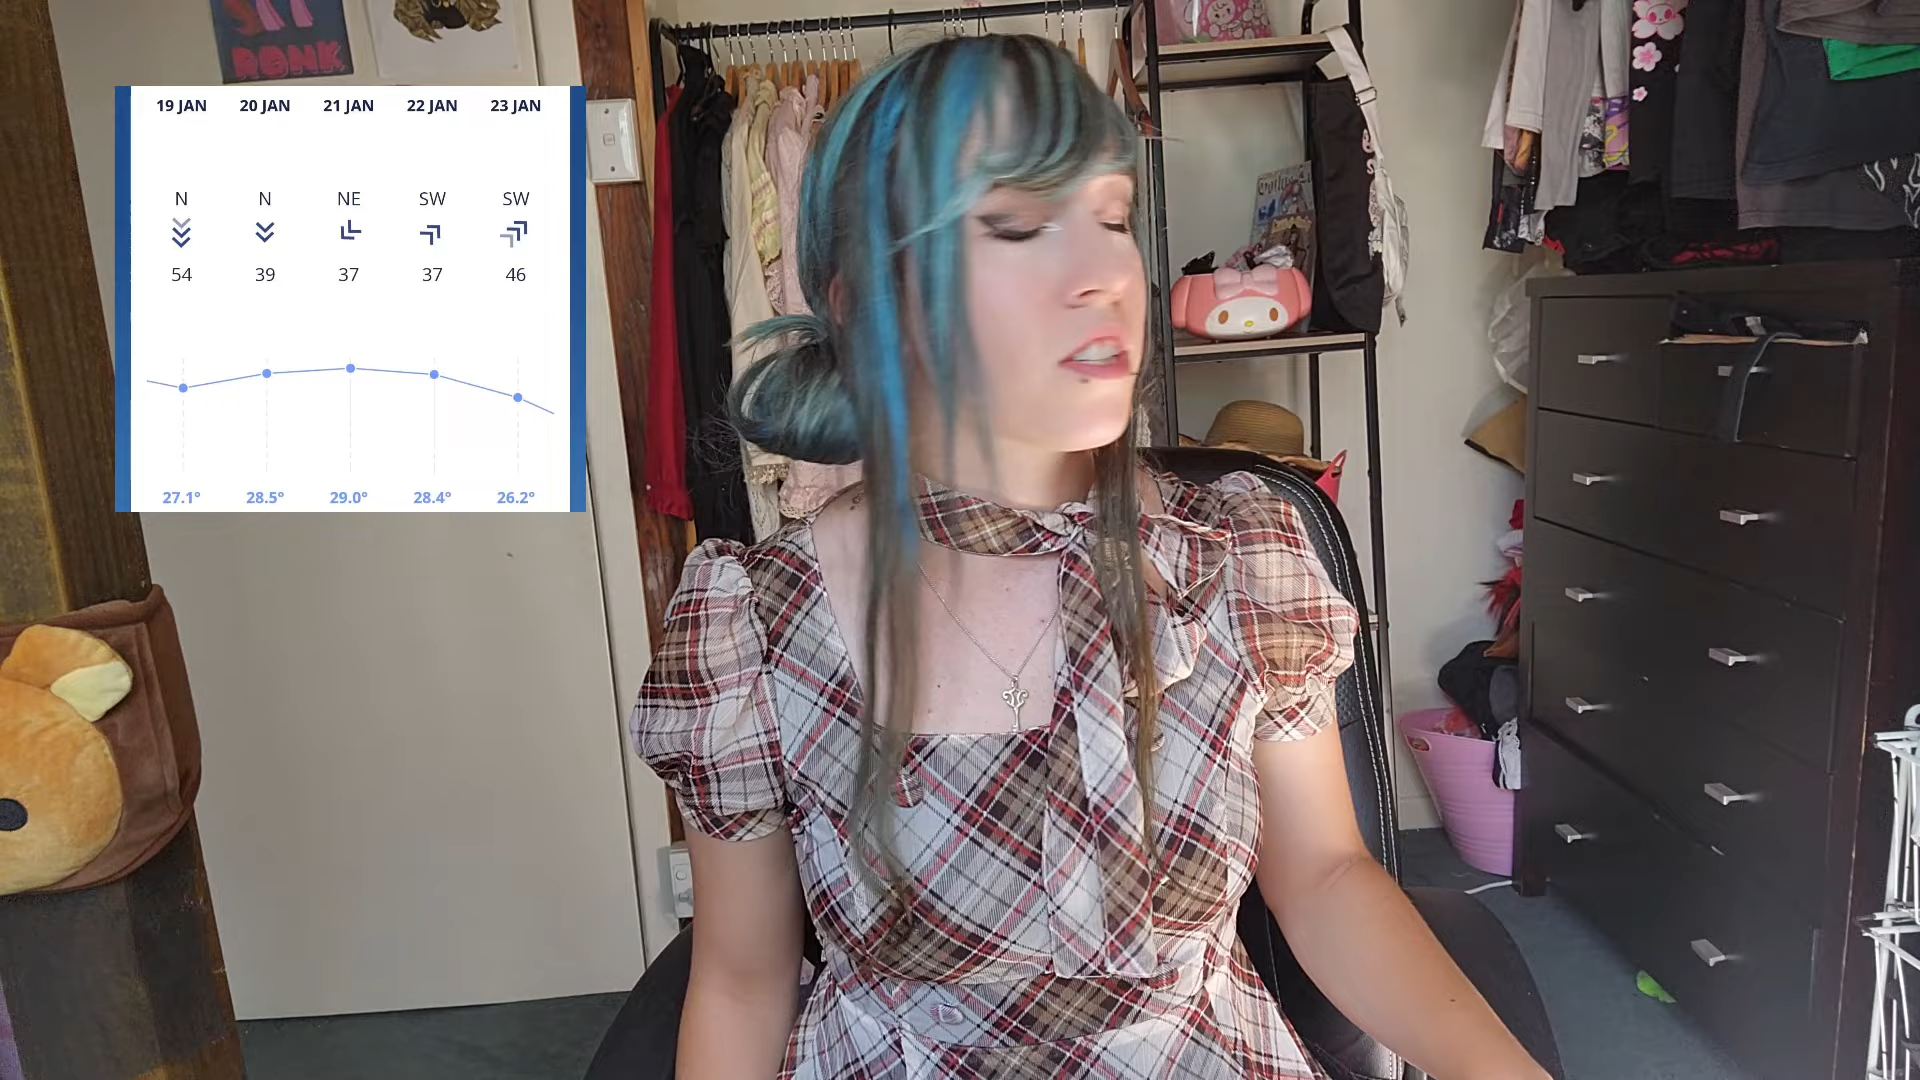 RONK
19 JAN 20 JAN 21 JAN 22 JAN 23 JAN
N N NE SW SW
54 39 37 37 46
27.1° 28.5° 29.0° 28.4° 26.2°